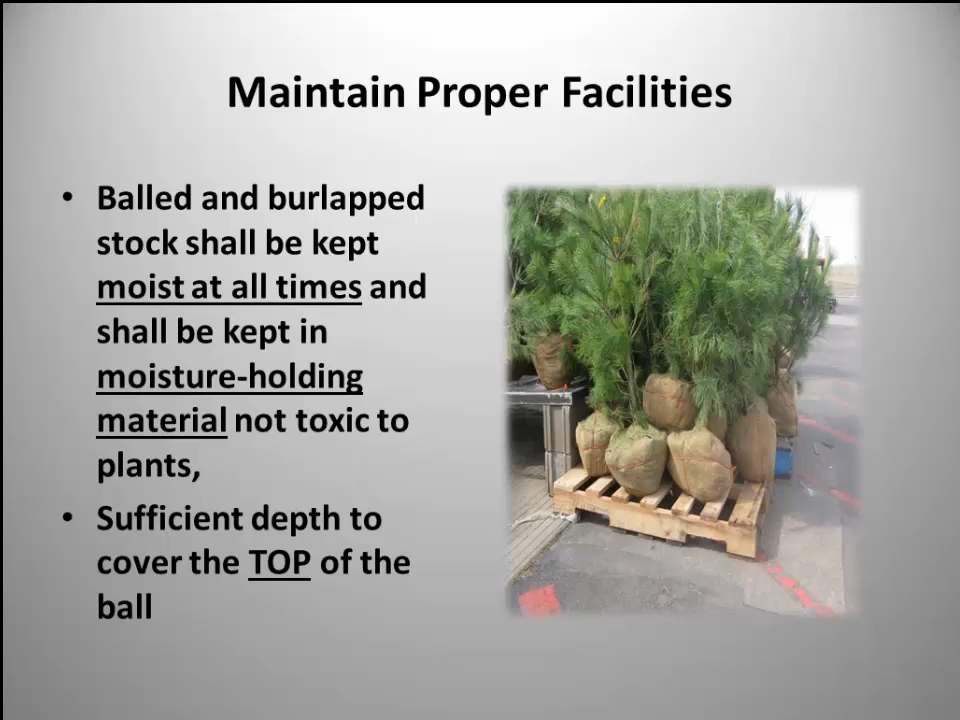 Maintain Proper Facilities
• Balled and burlapped
stock shall be kept
moist at all times and
shall be kept in
moisture-holding
material not toxic to
plants,
• Sufficient depth to
cover the TOP of the
ball